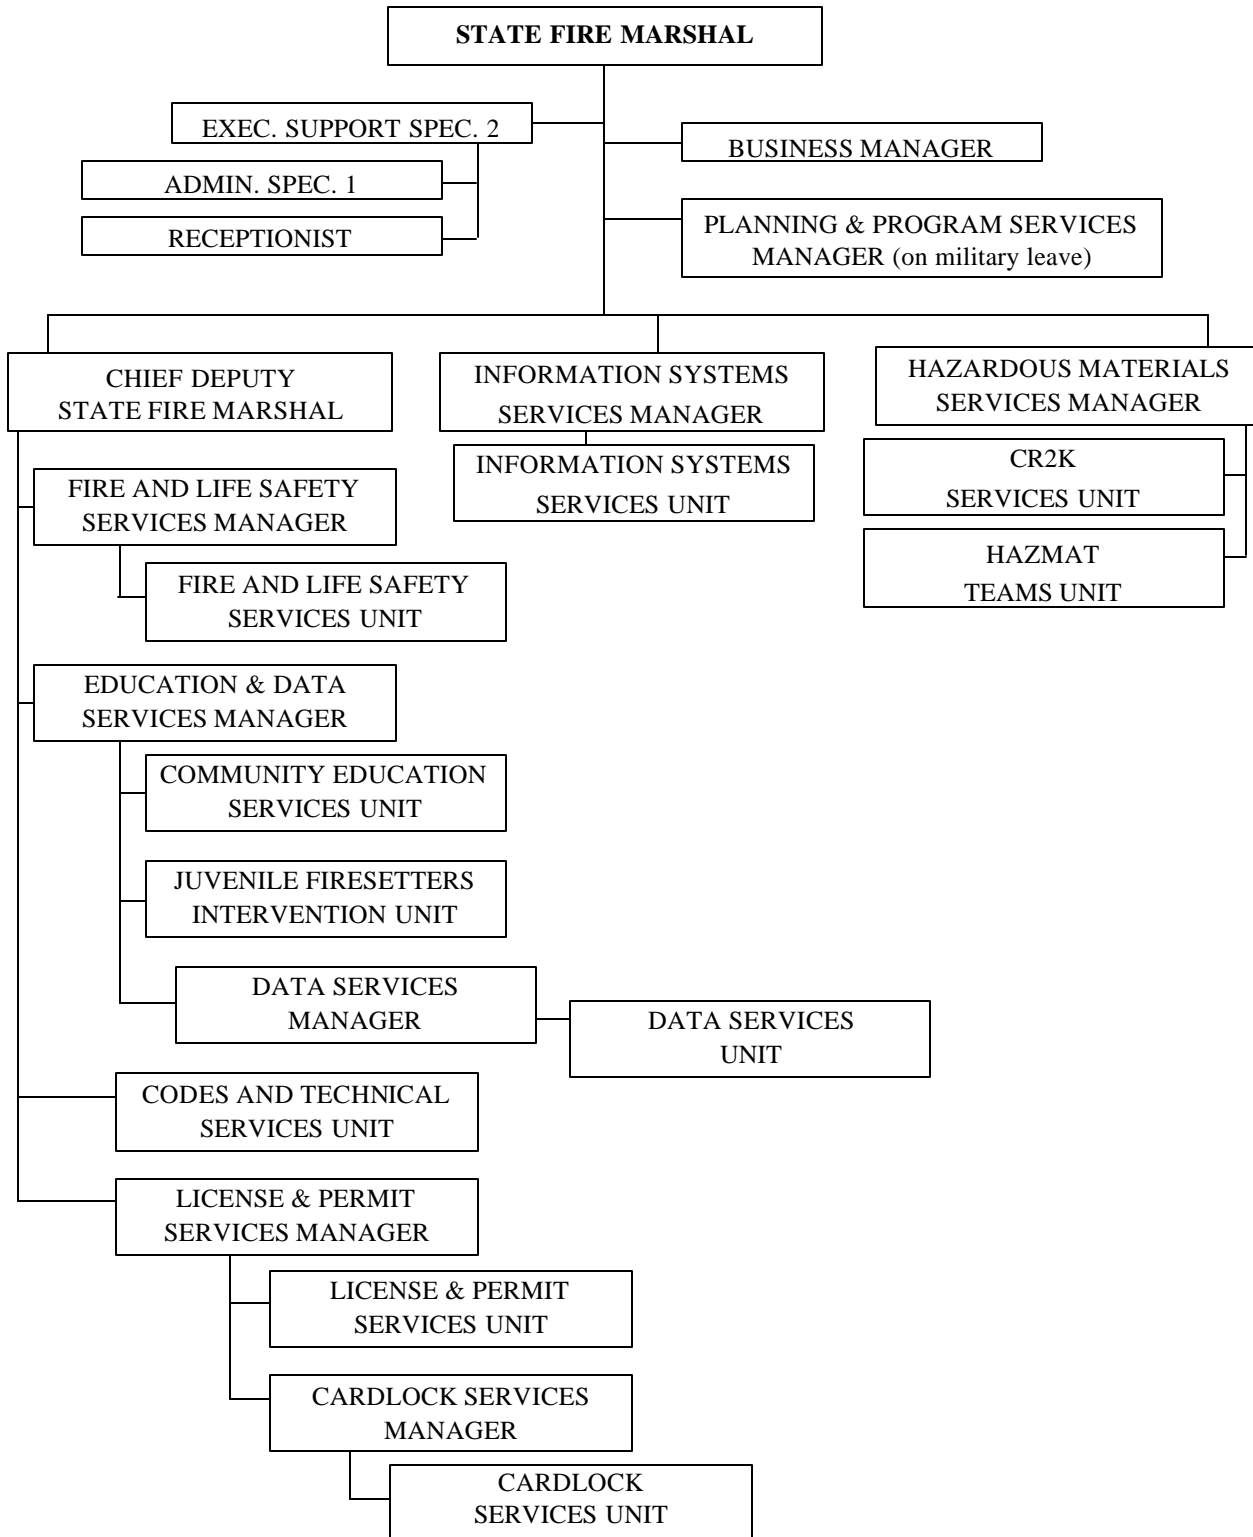 STATE FIRE MARSHAL
EXEC. SUPPORT SPEC. 2
BUSINESS MANAGER
ADMIN. SPEC. 1
RECEPTIONIST
PLANNING & PROGRAM SERVICES
MANAGER (on military leave)
CHIEF DEPUTY
STATE FIRE MARSHAL
INFORMATION SYSTEMS
SERVICES MANAGER
HAZARDOUS MATERIALS
SERVICES MANAGER
INFORMATION SYSTEMS
SERVICES UNIT
CR2K
SERVICES UNIT
HAZMAT
TEAMS UNIT
FIRE AND LIFE SAFETY
SERVICES MANAGER
FIRE AND LIFE SAFETY
SERVICES UNIT
EDUCATION & DATA
SERVICES MANAGER
COMMUNITY EDUCATION
SERVICES UNIT
JUVENILE FIRESETTERS
INTERVENTION UNIT
DATA SERVICES
MANAGER
DATA SERVICES
UNIT
CODES AND TECHNICAL
SERVICES UNIT
LICENSE & PERMIT
SERVICES MANAGER
LICENSE & PERMIT
SERVICES UNIT
CARDLOCK SERVICES
MANAGER
CARDLOCK
SERVICES UNIT